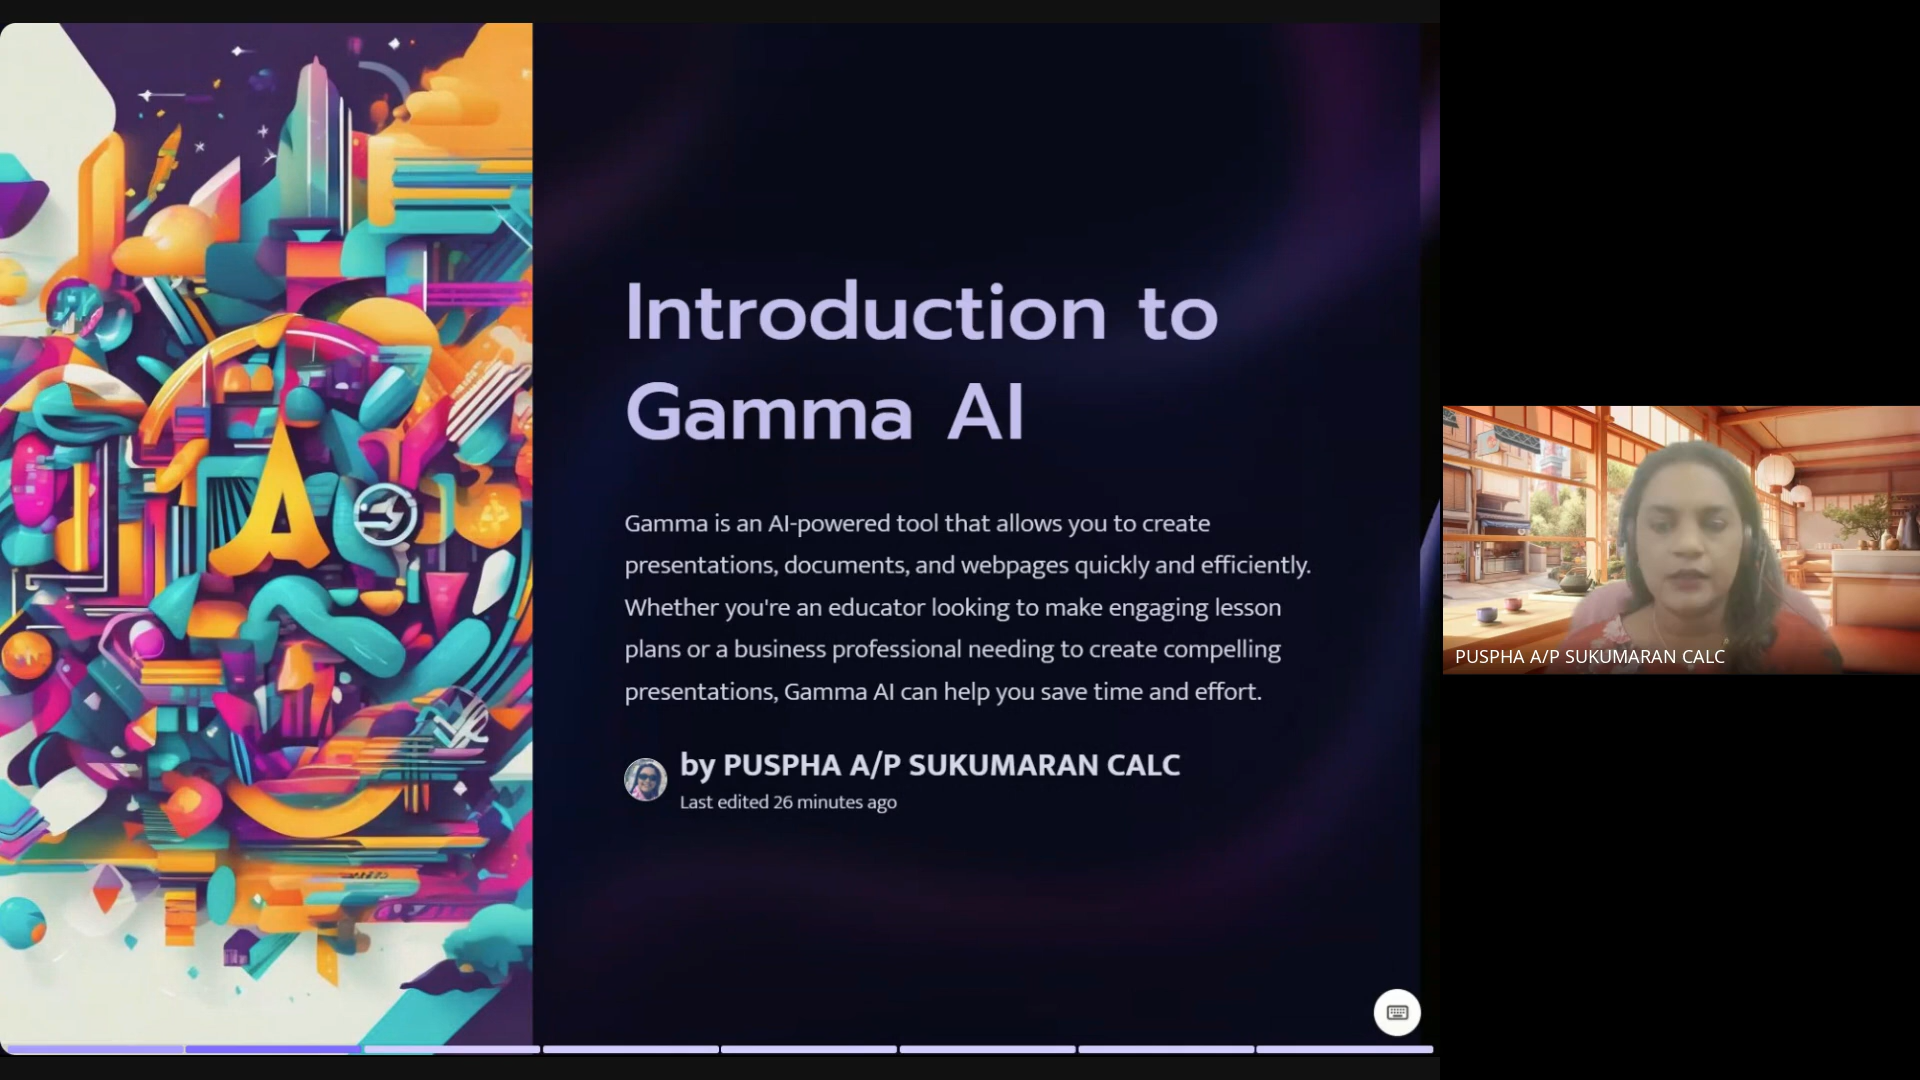 Introduction to
Gamma AI
Gamma is an AI-powered tool that allows you to create
presentations, documents, and webpages quickly and efficiently.
Whether you're an educator looking to make engaging lesson
plans or a business professional needing to create compelling
presentations, Gamma AI can help you save time and effort.
by PUSPHA A/P SUKUMARAN CALC
Last edited 26 minutes ago
PUSPHA A/P SUKUMARAN CALC